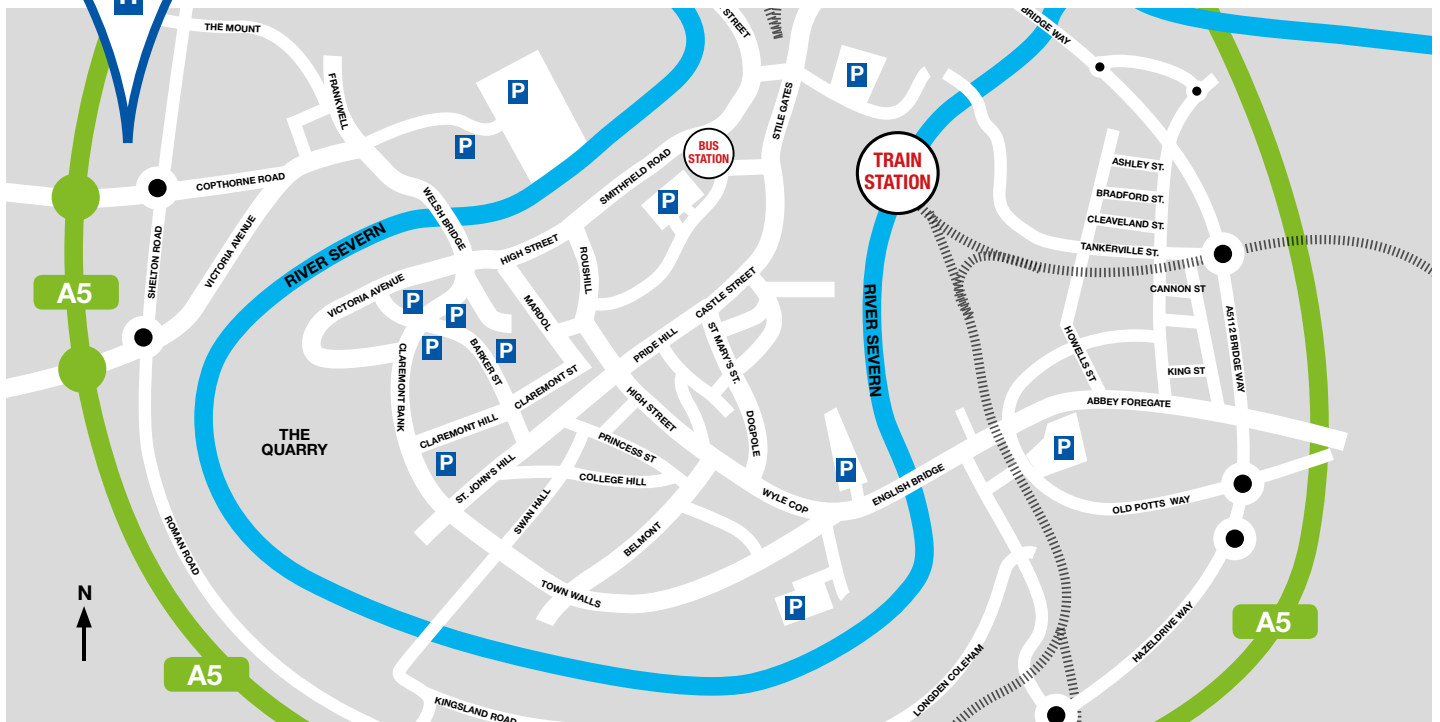 H
THE MOUNT
STREET
BRIDGE WAY
FRANKWELL
P
P
P
STILE GATES
BUS
STATION
TRAIN
STATION
SMITHFIELD ROAD
P
ASHLEY ST.
BRADFORD ST.
CLEAVELAND ST.
TANKERVILLE ST.
COPTHORNE ROAD
WELSH BRIDGE
VICTORIA AVENUE
SHELTON ROAD
RIVER SEVERN
HIGH STREET
ROUSHILL
A5
VICTORIA AVENUE
P
P
P
P
MARDOL
CASTLE STREET
PRIDE HILL
ST MARY'S ST.
RIVER SEVERN
CANNON ST
A5112 BRIDGE WAY
HOWELLS ST
KING ST
ABBEY FOREGATE
CLAREMONT BANK
BARKER ST
CLAREMONT ST
CLAREMONT HILL
HIGH STREET
DOGPOLE
THE
QUARRY
P
ST. JOHN'S HILL
PRINCESS ST
COLLEGE HILL
WYLE COP
P
ENGLISH BRIDGE
P
OLD POTTS WAY
SWAN HALL
BELMONT
ROMAN ROAD
TOWN WALLS
P
N
A5
A5
HAZELDRIVE WAY
LONGDEN COLEHAM
KINGSLAND ROAD